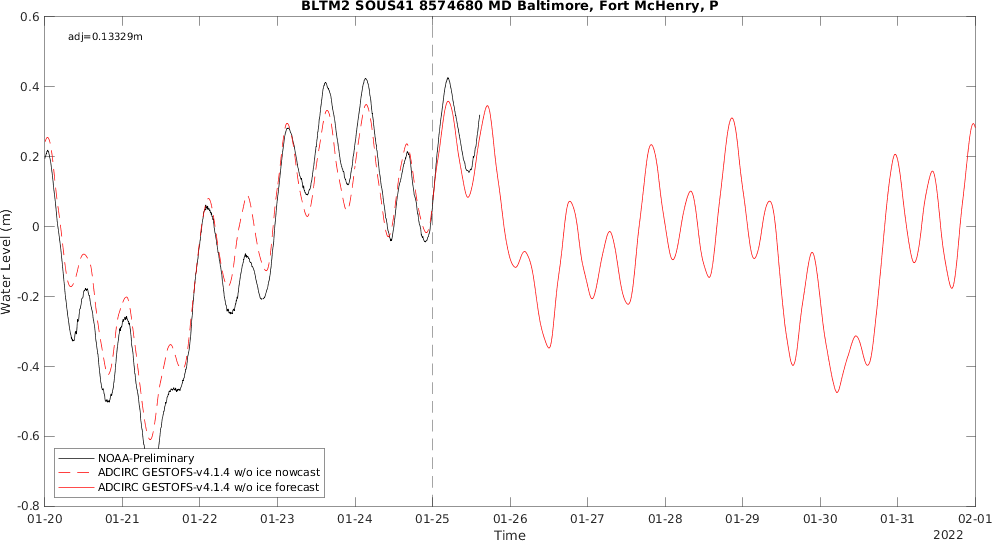 BLTM2 SOUS41 8574680 MD Baltimore, Fort McHenry, P
adj=0.13329m
0.6
0.4
0.2
0
-0.2
-0.4
-0.6
-0.8
Water Level (m)
NOAA-Preliminary
ADCIRC GESTOFS-v4.1.4 w/o ice nowcast
ADCIRC GESTOFS-v4.1.4 w/o ice forecast
01-20 01-21 01-22 01-23 01-24 01-25 01-26 01-27 01-28 01-29 01-30 01-31 02-01
Time
2022